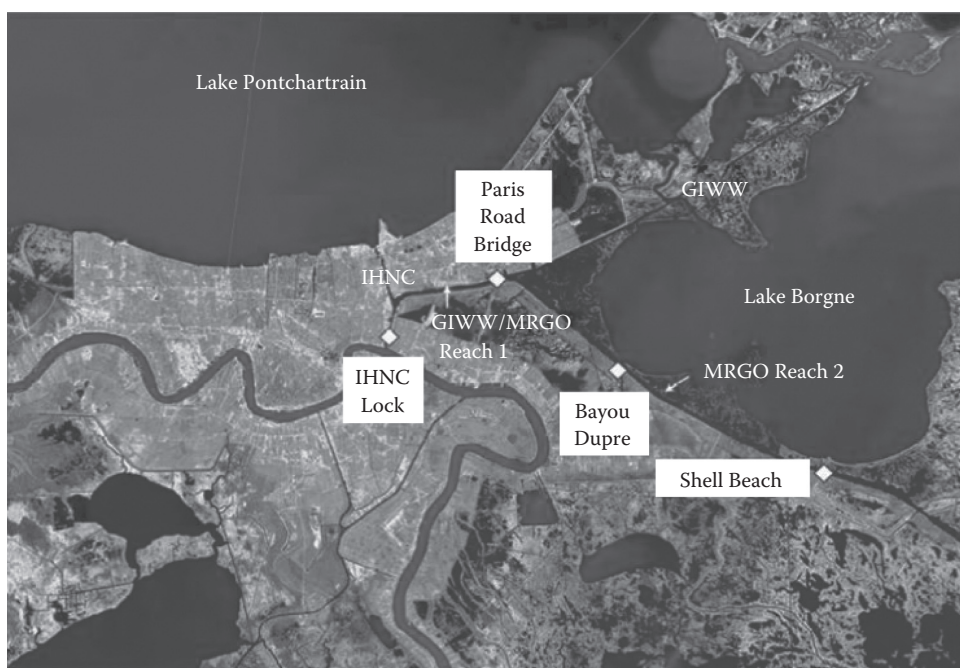 Lake Pontchartrain
Paris
Road
Bridge
GIWW
IHNC
Lake Borgne
GIWW/MRGO
Reach 1
MRGO Reach 2
IHNC
Lock
Bayou
Dupre
Shell Beach